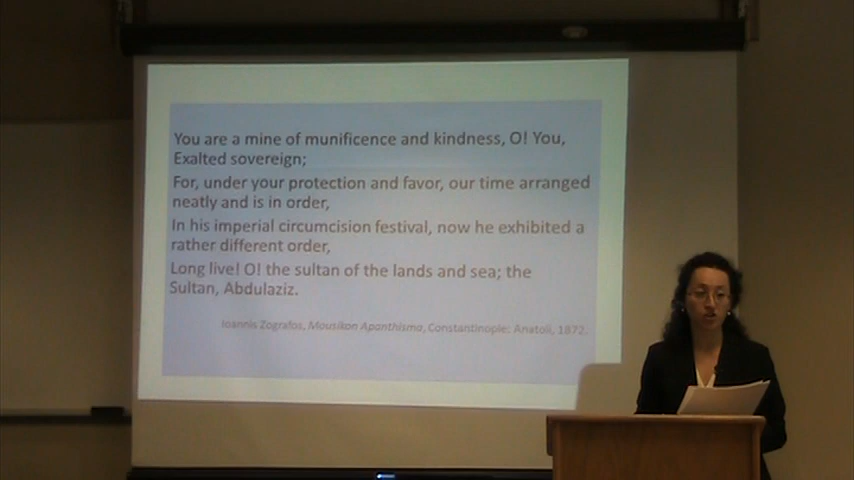 You are a mine of munificence and kindness, O! You,
Exalted sovereign;
For, under your protection and favor, our time arranged
neatly and is in order,
In his imperial circumcision festival, now he exhibited a
rather different order,
Long live! O! the sultan of the lands and sea; the
Sultan, Abdulaziz.
Ioannis Zografos, Mousikon Apanthisma, Constantinople: Anatoli, 1872.